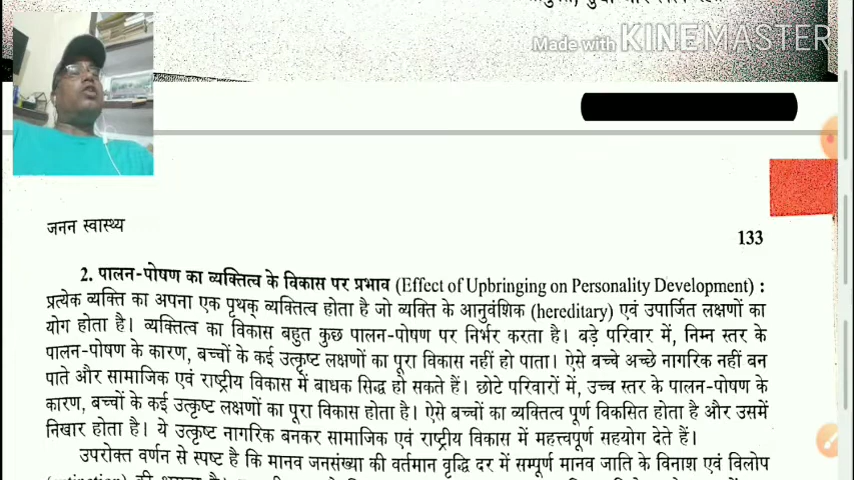 Made with KINEMASTER
जनन स्वास्थ्य
133
2. पालन-पोषण का व्यक्तित्व के विकास पर प्रभाव (Effect of Upbringing on Personality Development) :
प्रत्येक व्यक्ति का अपना एक पृथक् व्यक्तित्व होता है जो व्यक्ति के आनुवंशिक (hereditary) एवं उपार्जित लक्षणों का
योग होता है। व्यक्तित्व का विकास बहुत कुछ पालन-पोषण पर निर्भर करता है। बड़े परिवार में, निम्न स्तर के
पालन-पोषण के कारण, बच्चों के कई उत्कृष्ट लक्षणों का पूरा विकास नहीं हो पाता। ऐसे बच्चे अच्छे नागरिक नहीं बन
पाते और सामाजिक एवं राष्ट्रीय विकास में बाधक सिद्ध हो सकते हैं। छोटे परिवारों में, उच्च स्तर के पालन-पोषण के
कारण, बच्चों के कई उत्कृष्ट लक्षणों का पूरा विकास होता है। ऐसे बच्चों का व्यक्तित्व पूर्ण विकसित होता है और उसमें
निखार होता है। ये उत्कृष्ट नागरिक बनकर सामाजिक एवं राष्ट्रीय विकास में महत्त्वपूर्ण सहयोग देते हैं।
उपरोक्त वर्णन से स्पष्ट है कि मानव जनसंख्या की वर्तमान वृद्धि दर में सम्पूर्ण मानव जाति के विनाश एवं विलोप